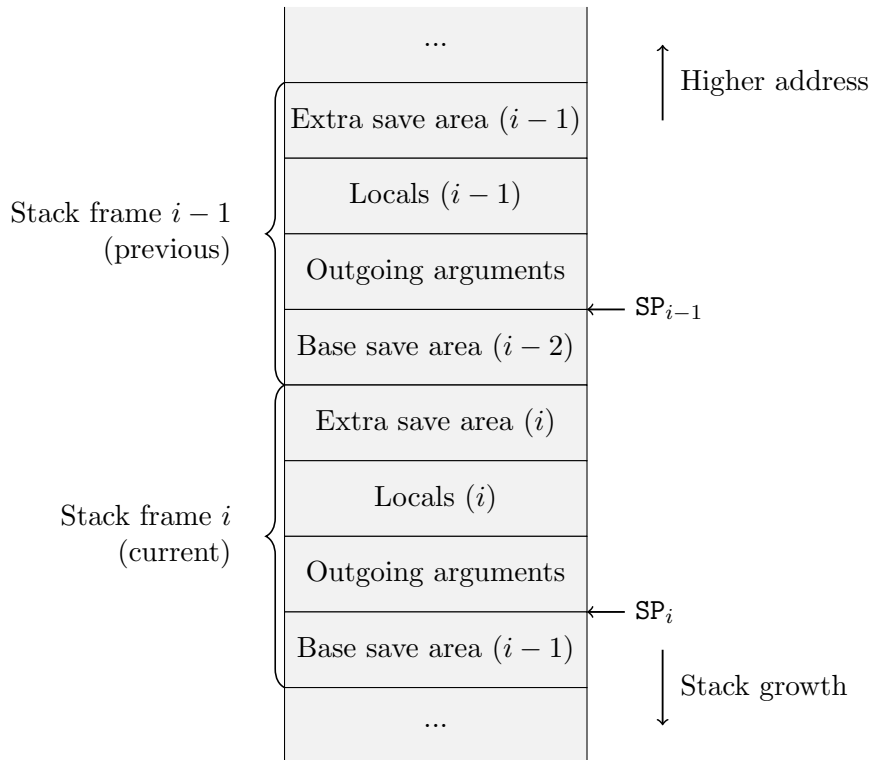 ...
Higher address
Extra save area (i − 1)
Locals (i − 1)
Stack frame i − 1
(previous)
Outgoing arguments
SP_{i−1}
Base save area (i − 2)
Extra save area (i)
Locals (i)
Stack frame i
(current)
Outgoing arguments
SP_i
Base save area (i − 1)
Stack growth
...